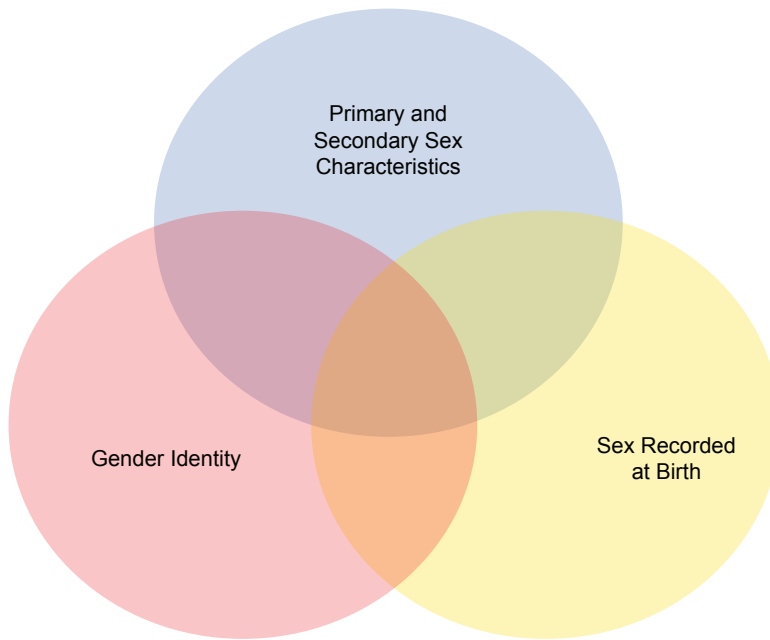 Primary and
Secondary Sex
Characteristics
Gender Identity
Sex Recorded
at Birth